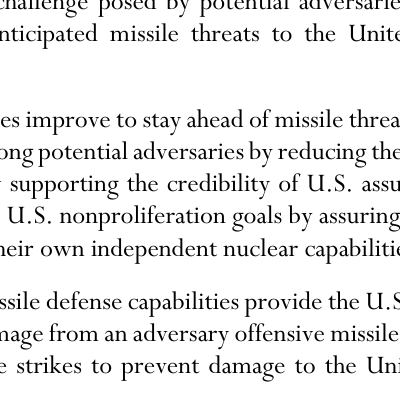 challenge posed by potential adversarie
nticipated missile threats to the Unite
es improve to stay ahead of missile threa
ong potential adversaries by reducing the
supporting the credibility of U.S. assu
U.S. nonproliferation goals by assuring
heir own independent nuclear capabilitie
ssile defense capabilities provide the U.S
mage from an adversary offensive missile
e strikes to prevent damage to the Uni